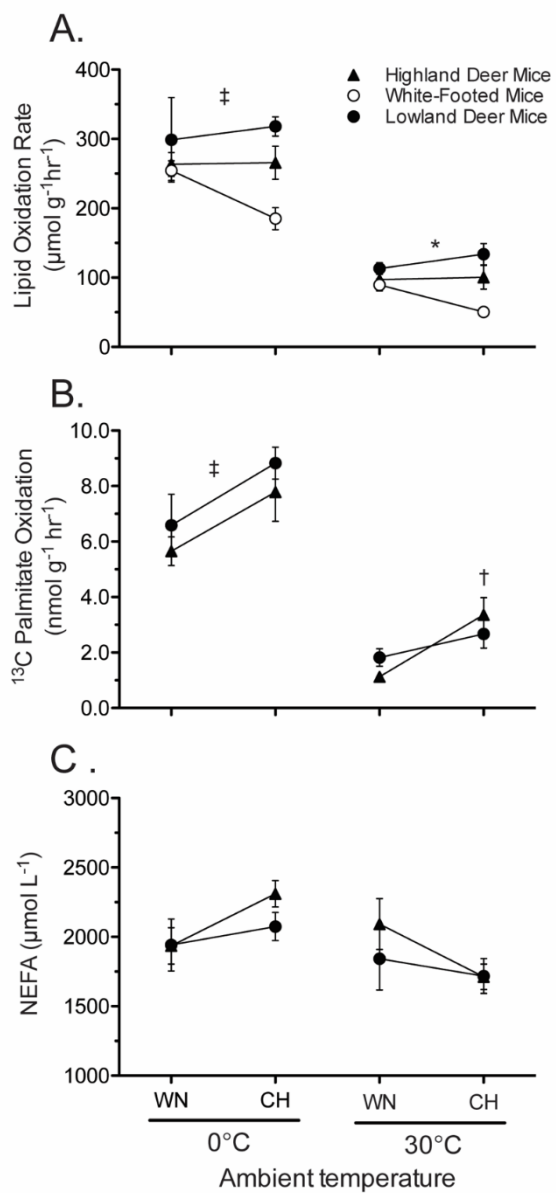 A.
400
300
200
100
0
Lipid Oxidation Rate
(µmol g⁻¹hr⁻¹)
‡
*
Highland Deer Mice
White-Footed Mice
Lowland Deer Mice
B.
10.0
8.0
6.0
4.0
2.0
0.0
¹³C Palmitate Oxidation
(nmol g⁻¹ hr⁻¹)
‡
†
C .
3000
2500
2000
1500
1000
NEFA (µmol L⁻¹)
WN CH WN CH
0°C 30°C
Ambient temperature